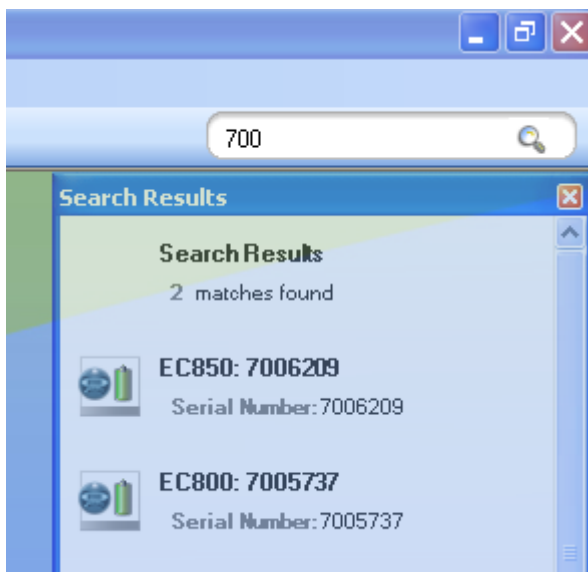 700
Search Results
Search Results
2 matches found
EC850: 7006209
Serial Number:7006209
EC800: 7005737
Serial Number:7005737